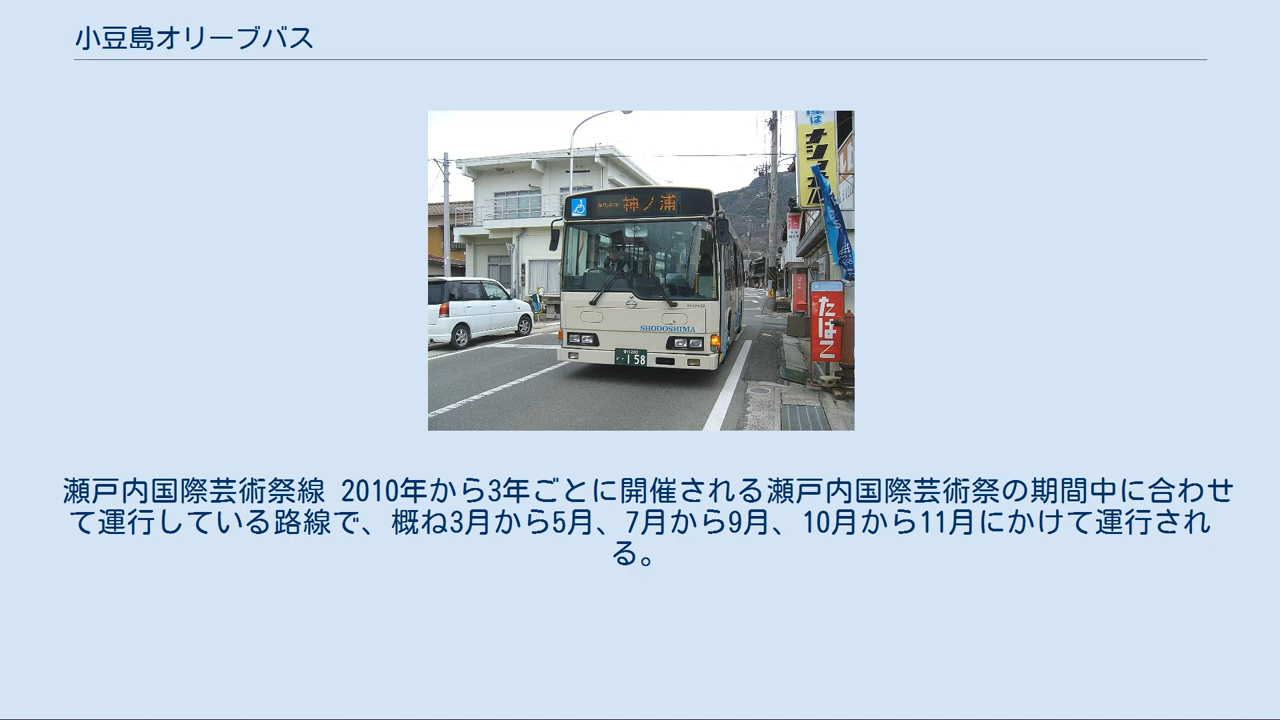 小豆島オリーブバス
神ノ浦
SHODOSHIMA
・158
たばこ
瀬戸内国際芸術祭線 2010年から3年ごとに開催される瀬戸内国際芸術祭の期間中に合わせ
て運行している路線で、概ね3月から5月、7月から9月、10月から11月にかけて運行され
る。